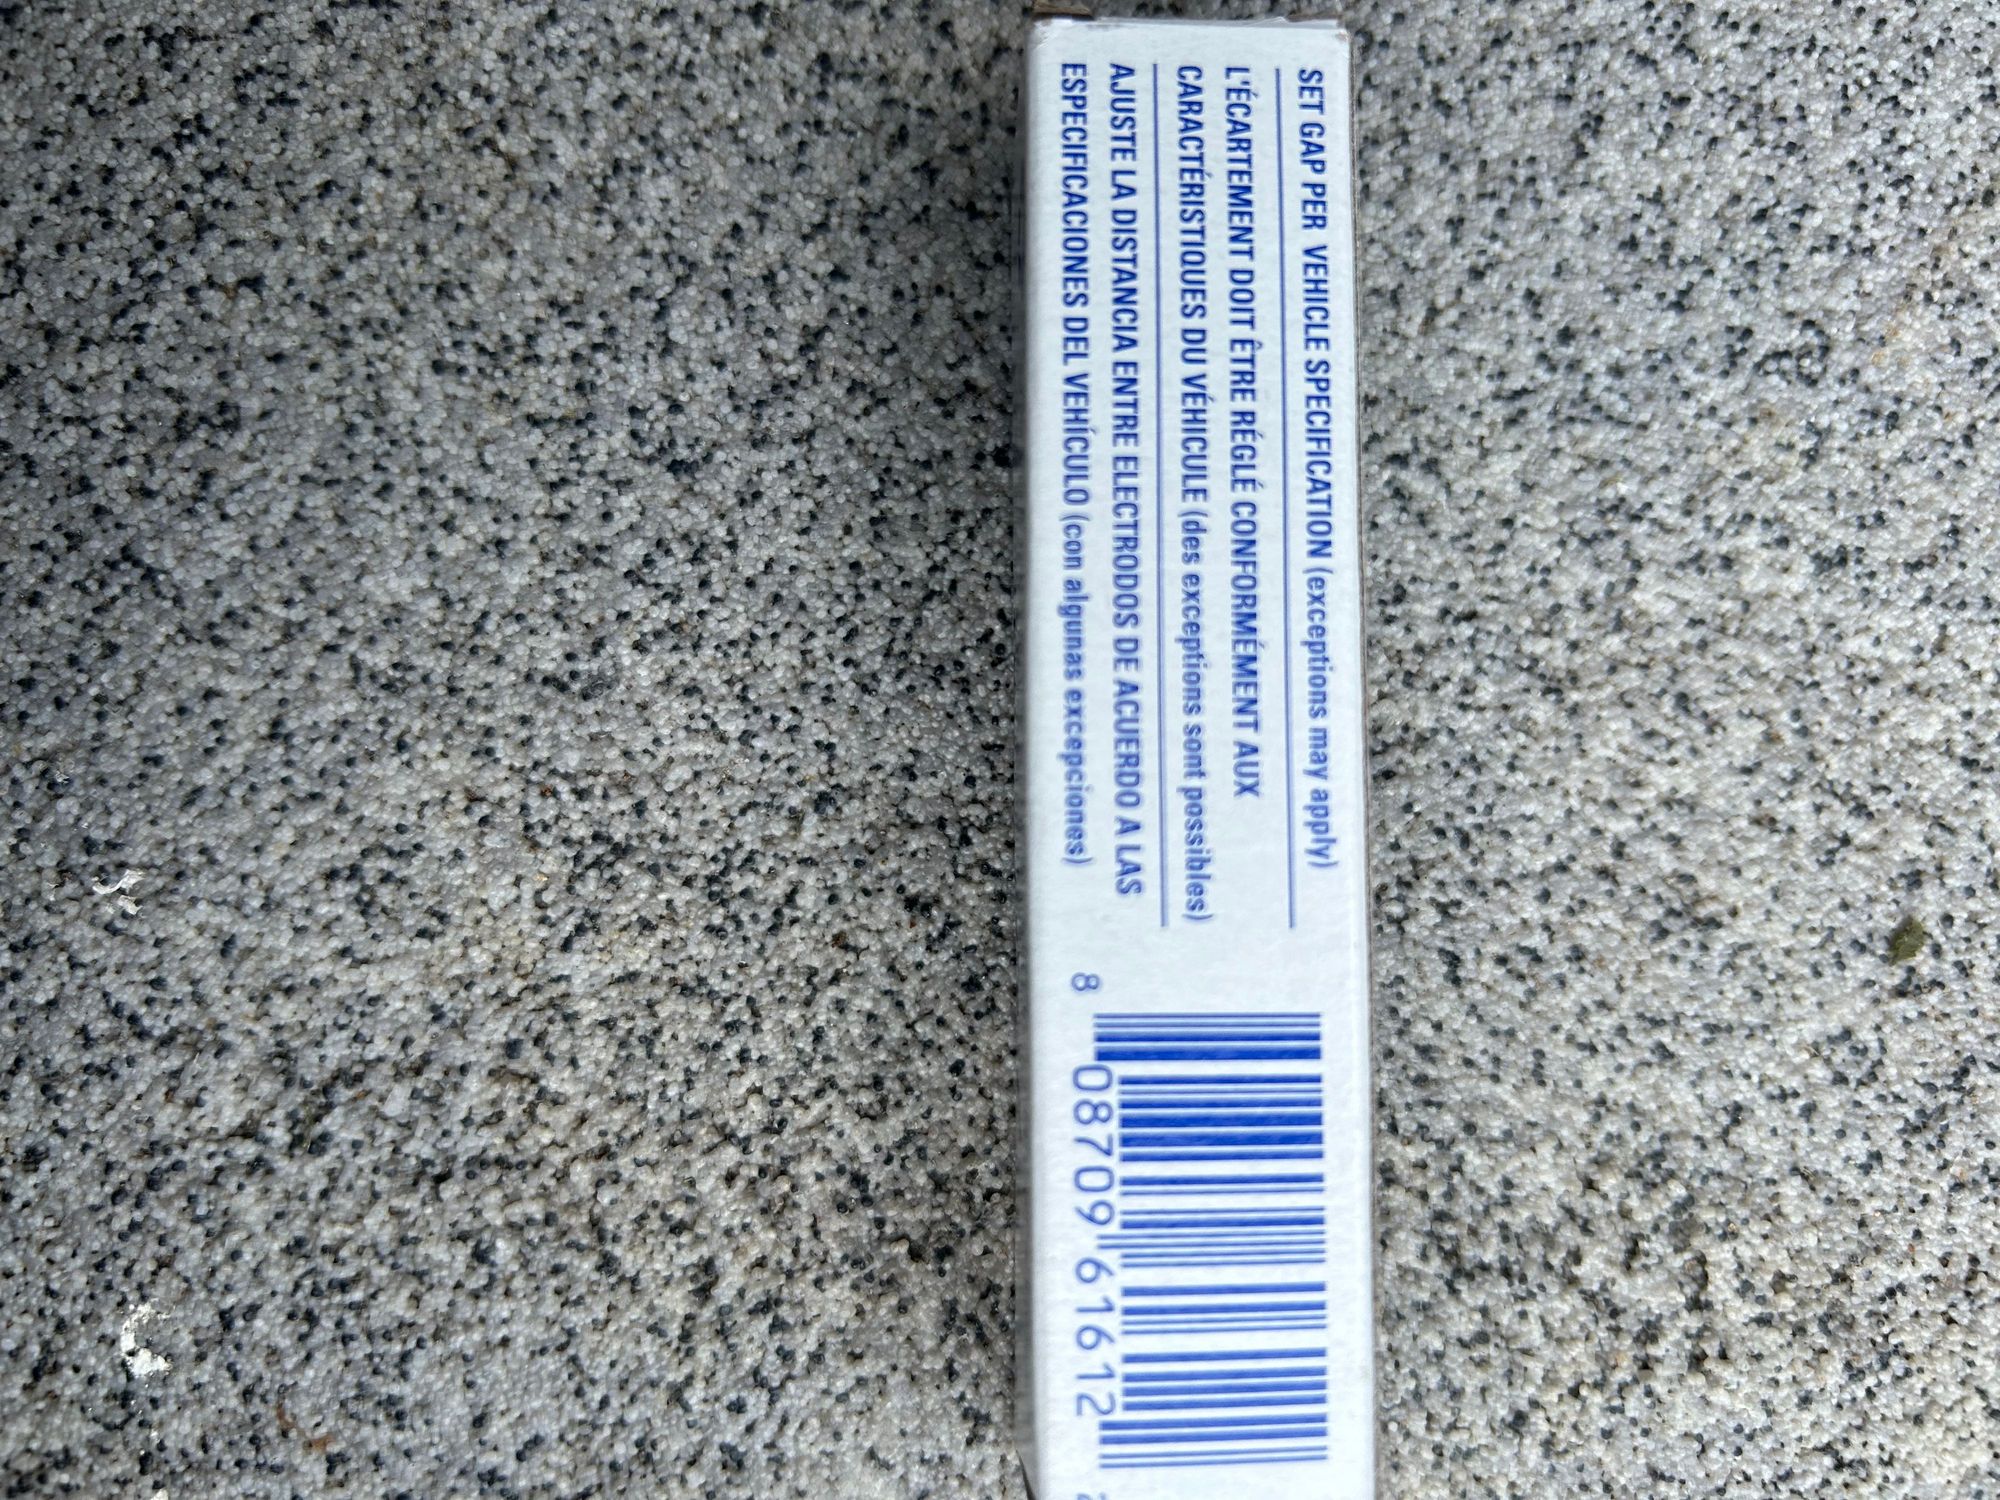 SET GAP PER VEHICLE SPECIFICATION (exceptions may apply)
L'ÉCARTEMENT DOIT ÊTRE RÉGLÉ CONFORMÉMENT AUX
CARACTÉRISTIQUES DU VÉHICULE (des exceptions sont possibles)
AJUSTE LA DISTANCIA ENTRE ELECTRODOS DE ACUERDO A LAS
ESPECIFICACIONES DEL VEHÍCULO (con algunas excepciones)
8 08709 61612